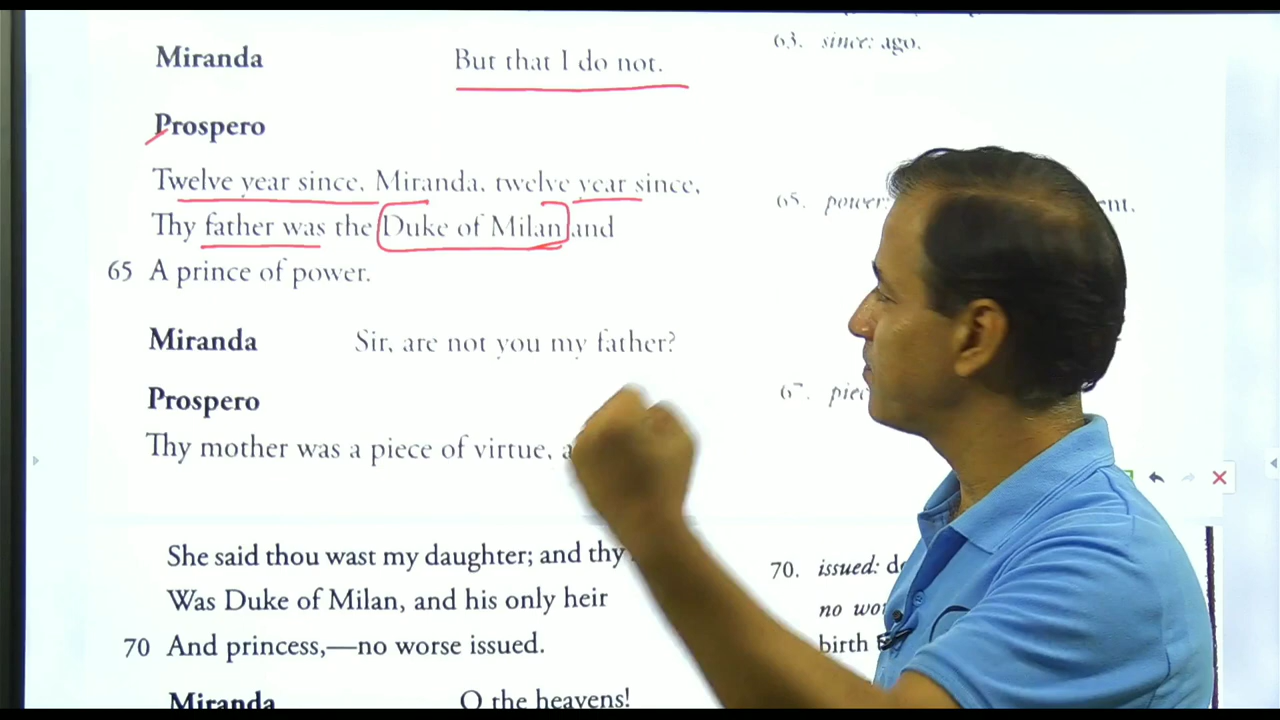 63. since: ago.
Miranda But that I do not.
Prospero
Twelve year since, Miranda, twelve year since,
65. power:
Thy father was the Duke of Milan and
65 A prince of power.
Miranda Sir, are not you my father?
67.
Prospero
Thy mother was a piece of virtue,
She said thou wast my daughter; and thy
70. issued:
Was Duke of Milan, and his only heir
no
70 And princess,—no worse issued.
birth
Miranda O the heavens!